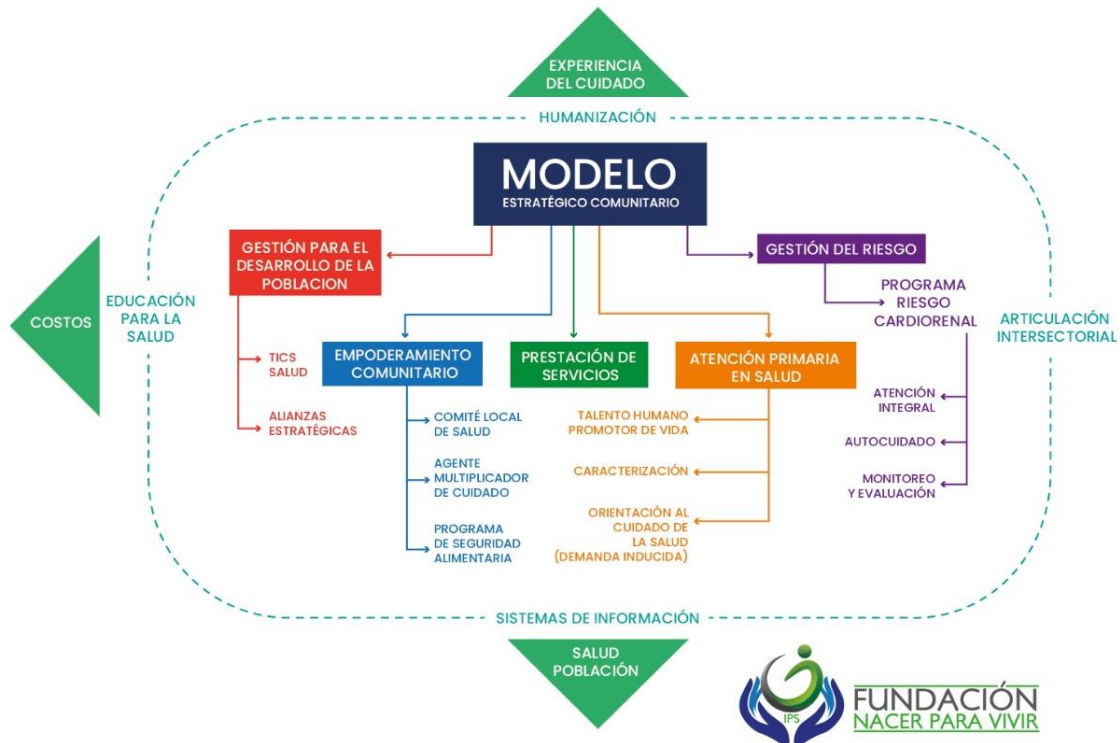 EXPERIENCIA
DEL CUIDADO
HUMANIZACIÓN
MODELO
ESTRATÉGICO COMUNITARIO
GESTIÓN PARA EL
DESARROLLO DE LA
POBLACION
GESTIÓN DEL RIESGO
PROGRAMA
RIESGO
CARDIORENAL
COSTOS
EDUCACIÓN
PARA LA
SALUD
ARTICULACIÓN
INTERSECTORIAL
TICS
SALUD
ALIANZAS
ESTRATÉGICAS
EMPODERAMIENTO
COMUNITARIO
COMITÉ LOCAL
DE SALUD
AGENTE
MULTIPLICADOR
DE CUIDADO
PROGRAMA
DE SEGURIDAD
ALIMENTARIA
PRESTACIÓN DE
SERVICIOS
ATENCIÓN PRIMARIA
EN SALUD
TALENTO HUMANO
PROMOTOR DE VIDA
CARACTERIZACIÓN
ORIENTACIÓN AL
CUIDADO DE
LA SALUD
(DEMANDA INDUCIDA)
ATENCIÓN
INTEGRAL
AUTOCUIDADO
MONITOREO
Y EVALUACIÓN
SISTEMAS DE INFORMACIÓN
SALUD
POBLACIÓN
IPS
FUNDACIÓN
NACER PARA VIVIR